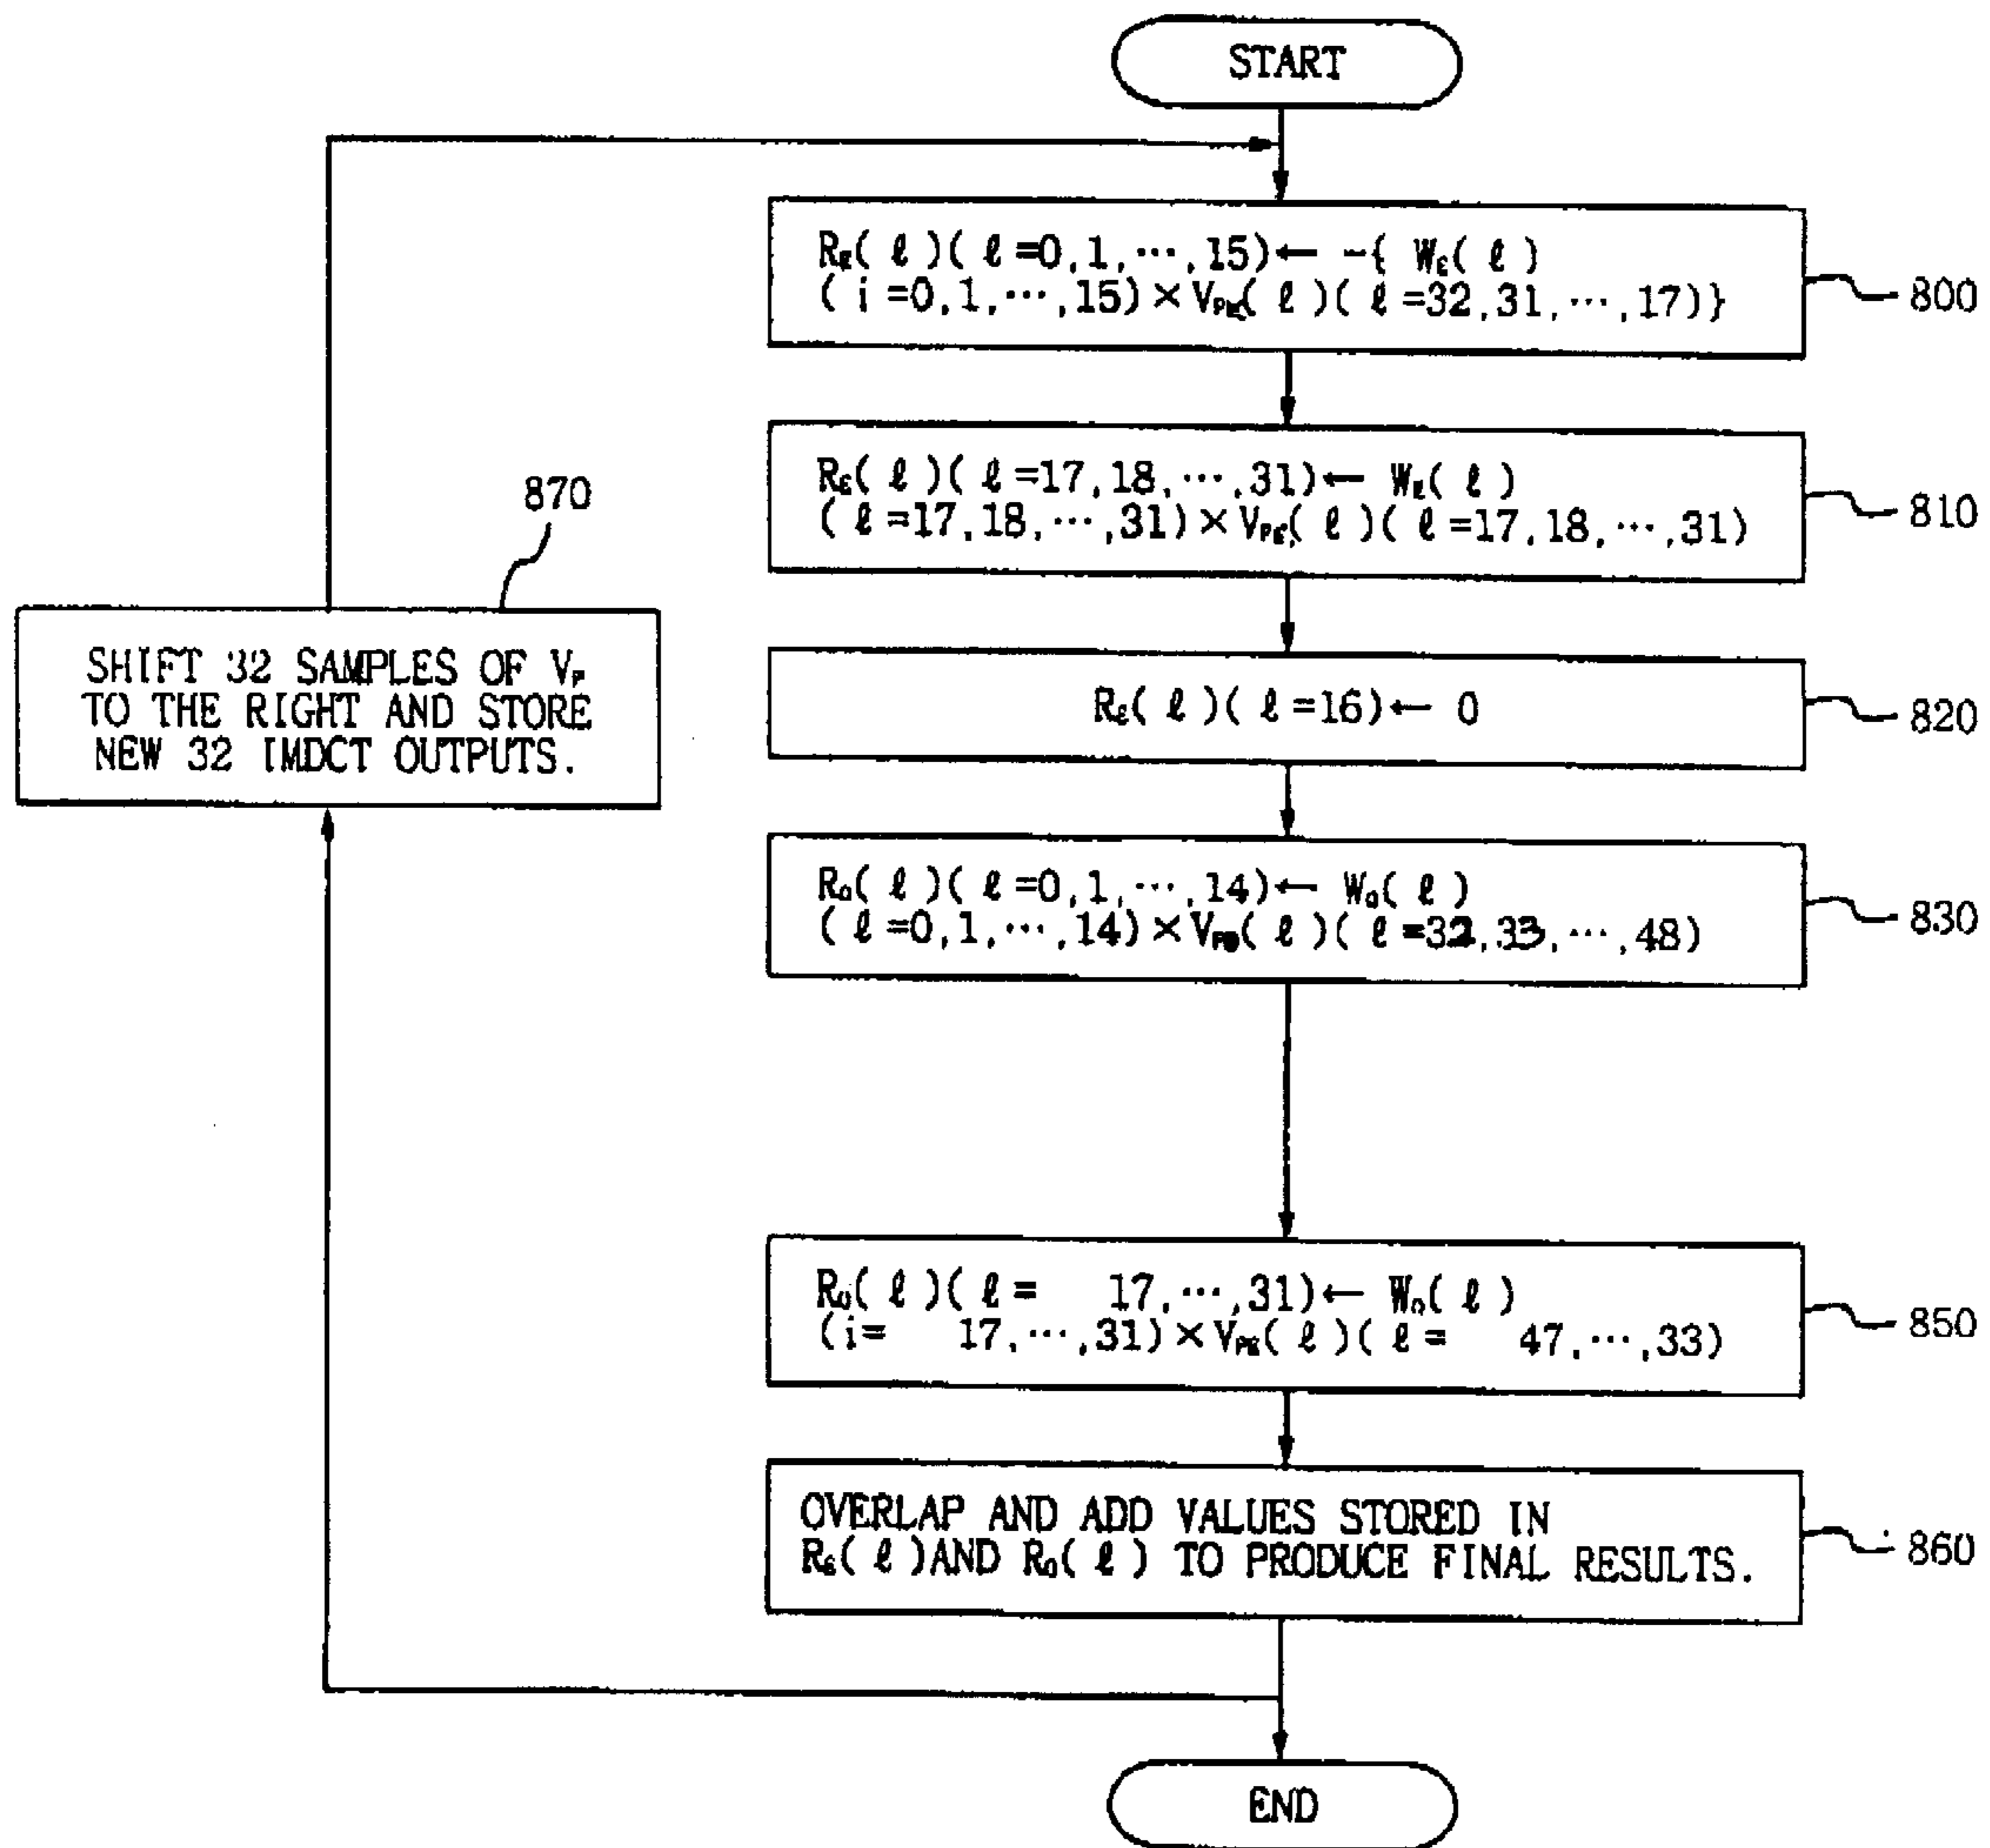 START
R_E(ℓ)(ℓ=0,1,⋯,15)← -{ W_E(ℓ)
(i=0,1,⋯,15)×V_PE(ℓ)(ℓ=32,31,⋯,17)}
800
R_E(ℓ)(ℓ=17,18,⋯,31)← W_E(ℓ)
(ℓ=17,18,⋯,31)×V_PE(ℓ)(ℓ=17,18,⋯,31)
810
870
SHIFT 32 SAMPLES OF V_P
TO THE RIGHT AND STORE
NEW 32 IMDCT OUTPUTS.
R_E(ℓ)(ℓ=16)← 0
820
R_O(ℓ)(ℓ=0,1,⋯,14)← W_O(ℓ)
(ℓ=0,1,⋯,14)×V_PO(ℓ)(ℓ=32,33,⋯,48)
830
R_O(ℓ)(ℓ= 17,⋯,31)← W_O(ℓ)
(i= 17,⋯,31)×V_PE(ℓ)(ℓ= 47,⋯,33)
850
OVERLAP AND ADD VALUES STORED IN
R_E(ℓ)AND R_O(ℓ) TO PRODUCE FINAL RESULTS.
860
END